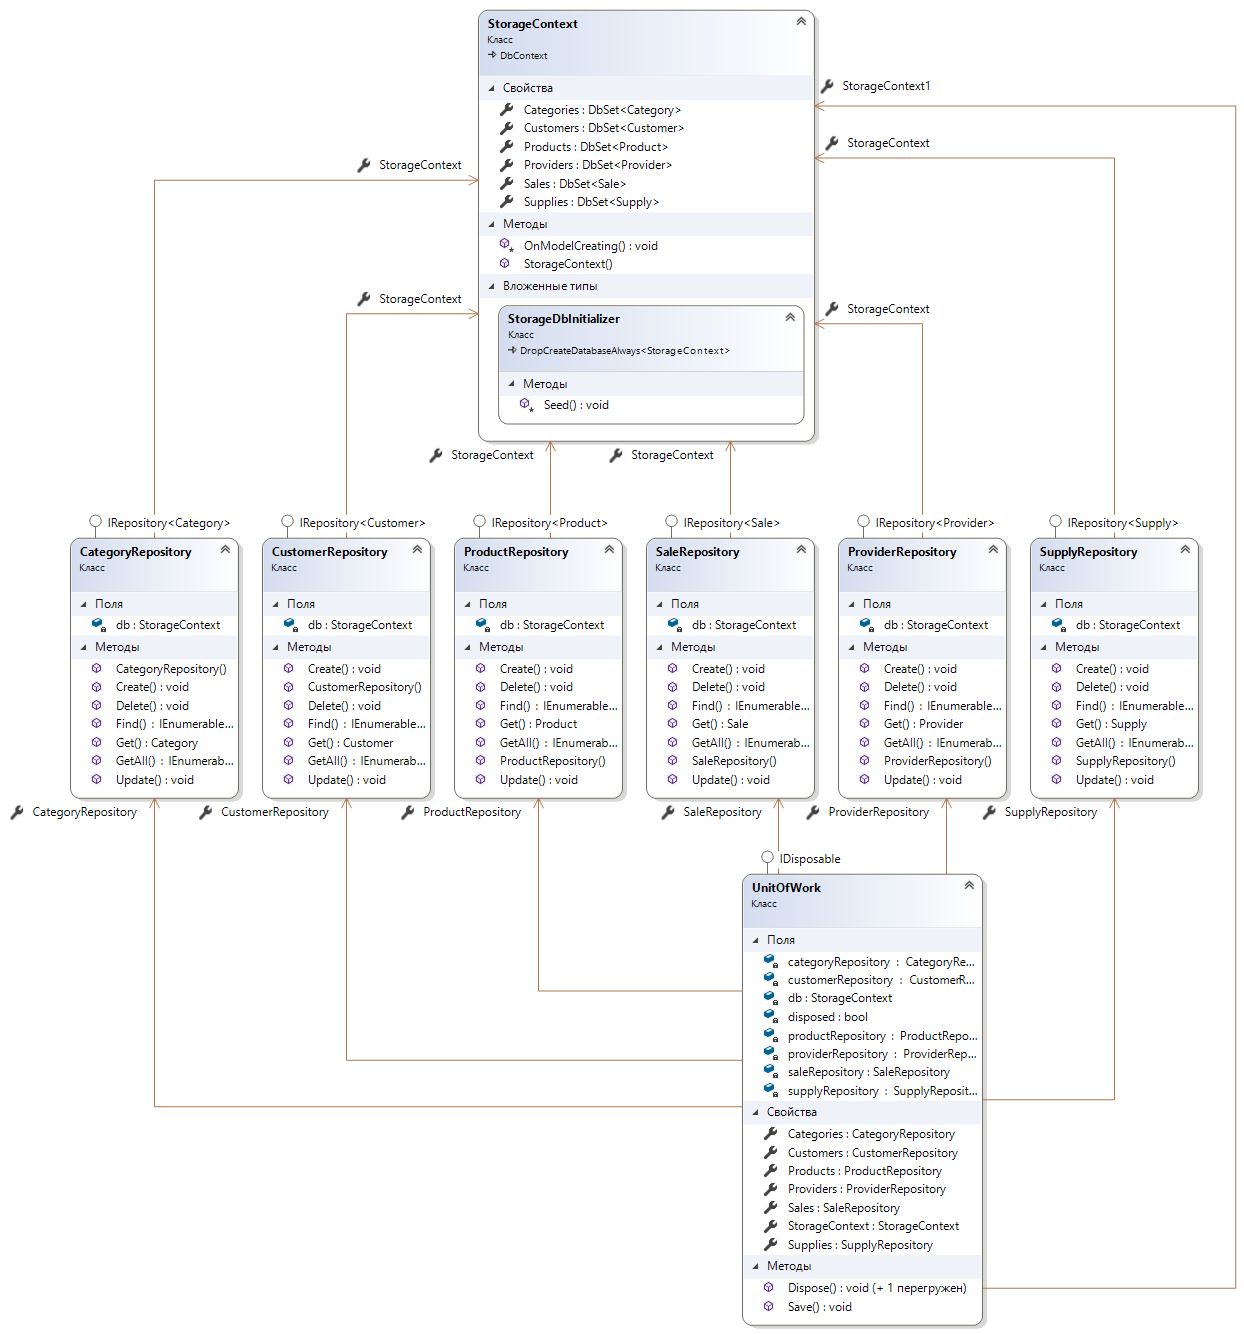 StorageContext
Класс
DbContext
Свойства
Categories : DbSet<Category>
Customers : DbSet<Customer>
Products : DbSet<Product>
Providers : DbSet<Provider>
Sales : DbSet<Sale>
Supplies : DbSet<Supply>
Методы
OnModelCreating() : void
StorageContext()
Вложенные типы
StorageDbInitializer
Класс
DropCreateDatabaseAlways<StorageContext>
Методы
Seed() : void
StorageContext1
StorageContext
StorageContext
StorageContext
StorageContext
StorageContext
StorageContext
IRepository<Category>
CategoryRepository
Класс
Поля
db : StorageContext
Методы
CategoryRepository()
Create() : void
Delete() : void
Find() : IEnumerable...
Get() : Category
GetAll() : IEnumerab...
Update() : void
IRepository<Customer>
CustomerRepository
Класс
Поля
db : StorageContext
Методы
Create() : void
CustomerRepository()
Delete() : void
Find() : IEnumerable...
Get() : Customer
GetAll() : IEnumerab...
Update() : void
IRepository<Product>
ProductRepository
Класс
Поля
db : StorageContext
Методы
Create() : void
Delete() : void
Find() : IEnumerable...
Get() : Product
GetAll() : IEnumerab...
ProductRepository()
Update() : void
IRepository<Sale>
SaleRepository
Класс
Поля
db : StorageContext
Методы
Create() : void
Delete() : void
Find() : IEnumerable...
Get() : Sale
GetAll() : IEnumerab...
SaleRepository()
Update() : void
IRepository<Provider>
ProviderRepository
Класс
Поля
db : StorageContext
Методы
Create() : void
Delete() : void
Find() : IEnumerable...
Get() : Provider
GetAll() : IEnumerab...
ProviderRepository()
Update() : void
IRepository<Supply>
SupplyRepository
Класс
Поля
db : StorageContext
Методы
Create() : void
Delete() : void
Find() : IEnumerable...
Get() : Supply
GetAll() : IEnumerab...
SupplyRepository()
Update() : void
CategoryRepository
CustomerRepository
ProductRepository
SaleRepository
ProviderRepository
SupplyRepository
IDisposable
UnitOfWork
Класс
Поля
categoryRepository : CategoryRe...
customerRepository : CustomerR...
db : StorageContext
disposed : bool
productRepository : ProductRepo...
providerRepository : ProviderRep...
saleRepository : SaleRepository
supplyRepository : SupplyReposit...
Свойства
Categories : CategoryRepository
Customers : CustomerRepository
Products : ProductRepository
Providers : ProviderRepository
Sales : SaleRepository
StorageContext : StorageContext
Supplies : SupplyRepository
Методы
Dispose() : void (+ 1 перегружен)
Save() : void